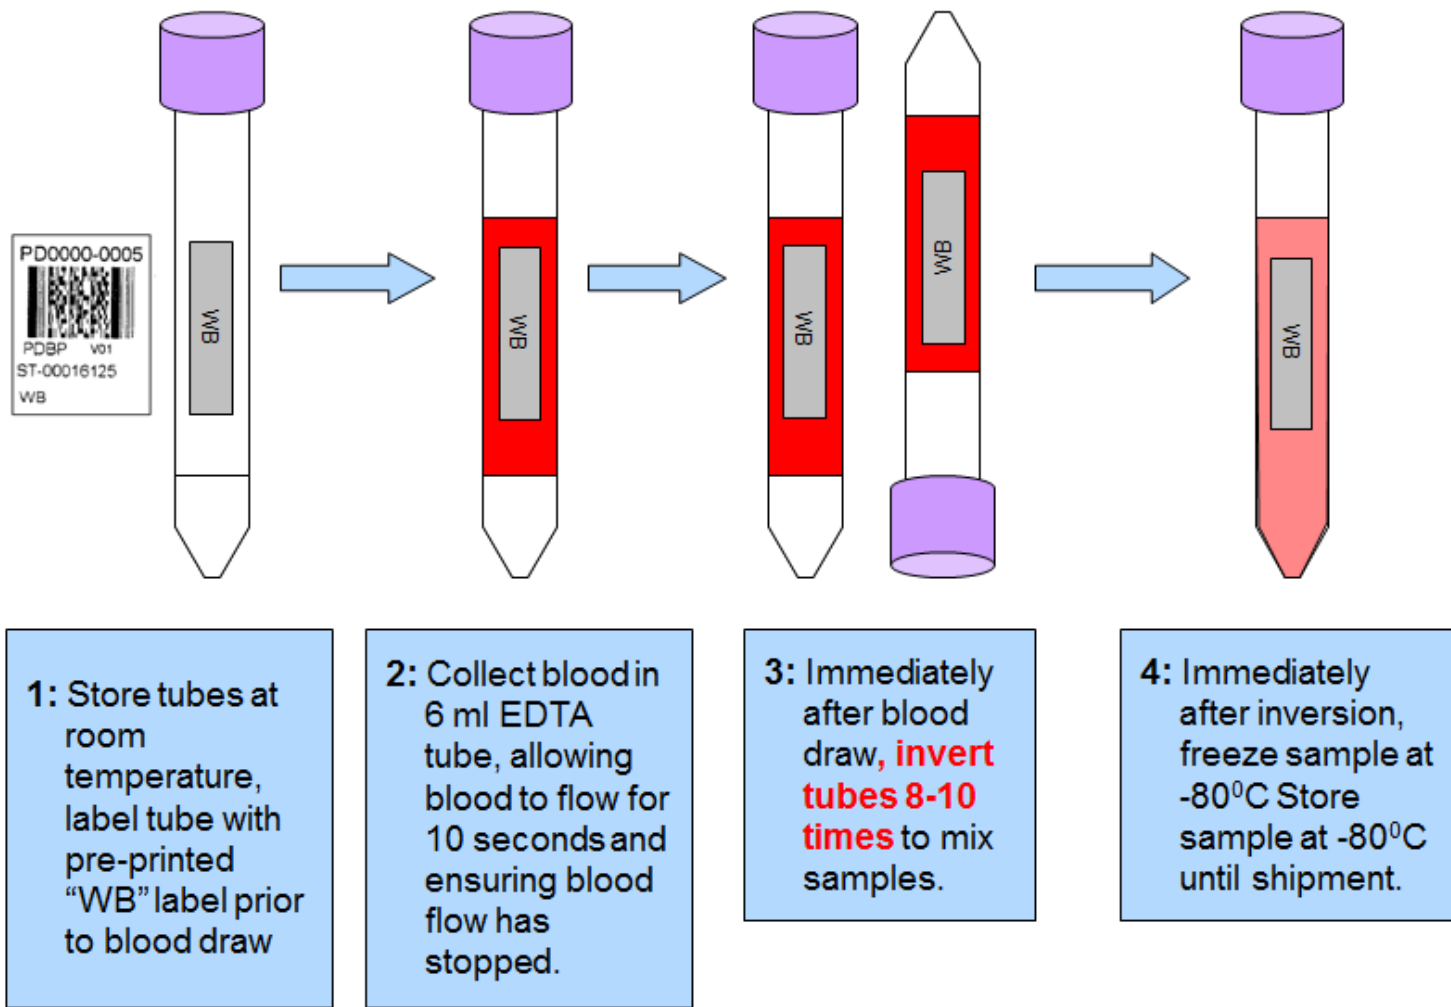 PD0000-0005
PDBP V01
ST-00016125
WB
WB
WB
WB
WB
WB
1: Store tubes at
room
temperature,
label tube with
pre-printed
“WB” label prior
to blood draw
2: Collect blood in
6 ml EDTA
tube, allowing
blood to flow for
10 seconds and
ensuring blood
flow has
stopped.
3: Immediately
after blood
draw, invert
tubes 8-10
times to mix
samples.
4: Immediately
after inversion,
freeze sample at
-80⁰C Store
sample at -80⁰C
until shipment.